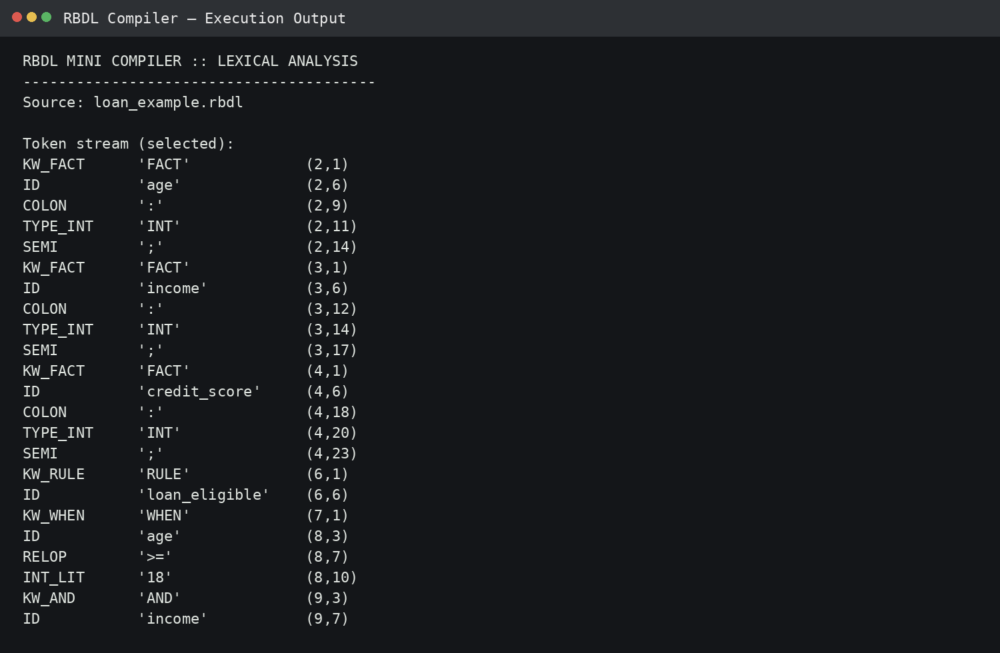 RBDL Compiler — Execution Output
RBDL MINI COMPILER :: LEXICAL ANALYSIS
----------------------------------------
Source: loan_example.rbdl
Token stream (selected):
KW_FACT      'FACT'             (2,1)
ID           'age'              (2,6)
COLON        ':'                (2,9)
TYPE_INT     'INT'              (2,11)
SEMI         ';'                (2,14)
KW_FACT      'FACT'             (3,1)
ID           'income'           (3,6)
COLON        ':'                (3,12)
TYPE_INT     'INT'              (3,14)
SEMI         ';'                (3,17)
KW_FACT      'FACT'             (4,1)
ID           'credit_score'     (4,6)
COLON        ':'                (4,18)
TYPE_INT     'INT'              (4,20)
SEMI         ';'                (4,23)
KW_RULE      'RULE'             (6,1)
ID           'loan_eligible'    (6,6)
KW_WHEN      'WHEN'             (7,1)
ID           'age'              (8,3)
RELOP        '>='               (8,7)
INT_LIT      '18'               (8,10)
KW_AND       'AND'              (9,3)
ID           'income'           (9,7)